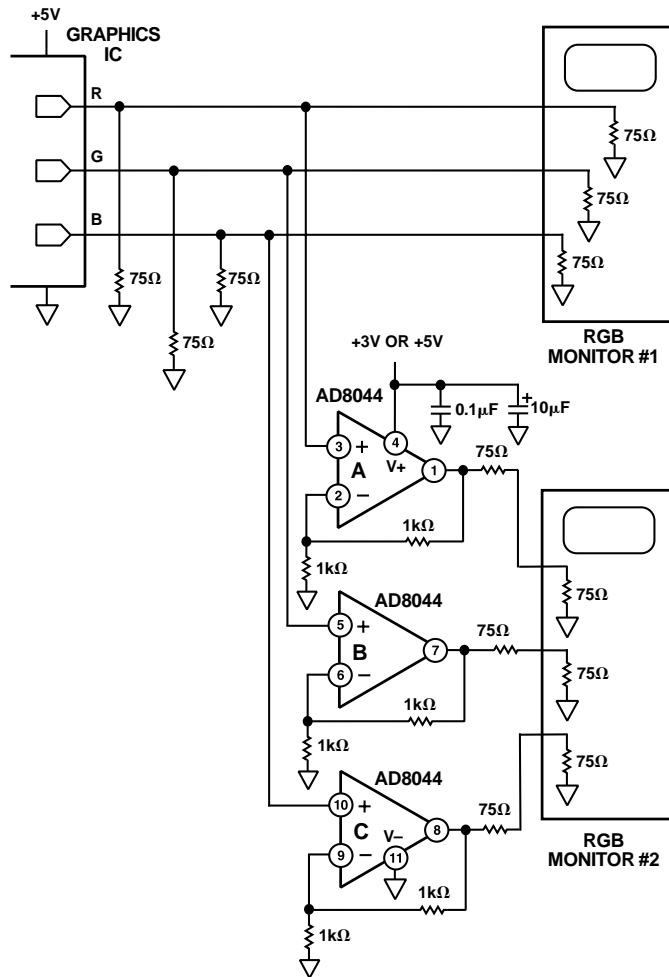 +5V
GRAPHICS
IC
R
G
B
75Ω
75Ω
75Ω
75Ω
75Ω
75Ω
RGB
MONITOR #1
+3V OR +5V
AD8044
0.1µF
+
10µF
3
+
A
4
V+
1
75Ω
2
–
1kΩ
1kΩ
75Ω
AD8044
5
+
B
7
75Ω
6
–
75Ω
1kΩ
1kΩ
75Ω
AD8044
10
+
C
8
75Ω
V–
9
–
11
1kΩ
1kΩ
RGB
MONITOR #2